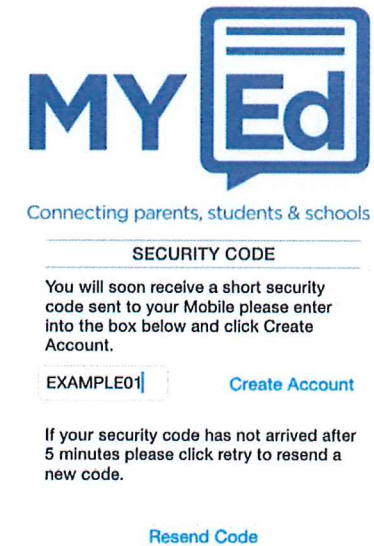 MY Ed
Connecting parents, students & schools
SECURITY CODE
You will soon receive a short security
code sent to your Mobile please enter
into the box below and click Create
Account.
EXAMPLE01 Create Account
If your security code has not arrived after
5 minutes please click retry to resend a
new code.
Resend Code